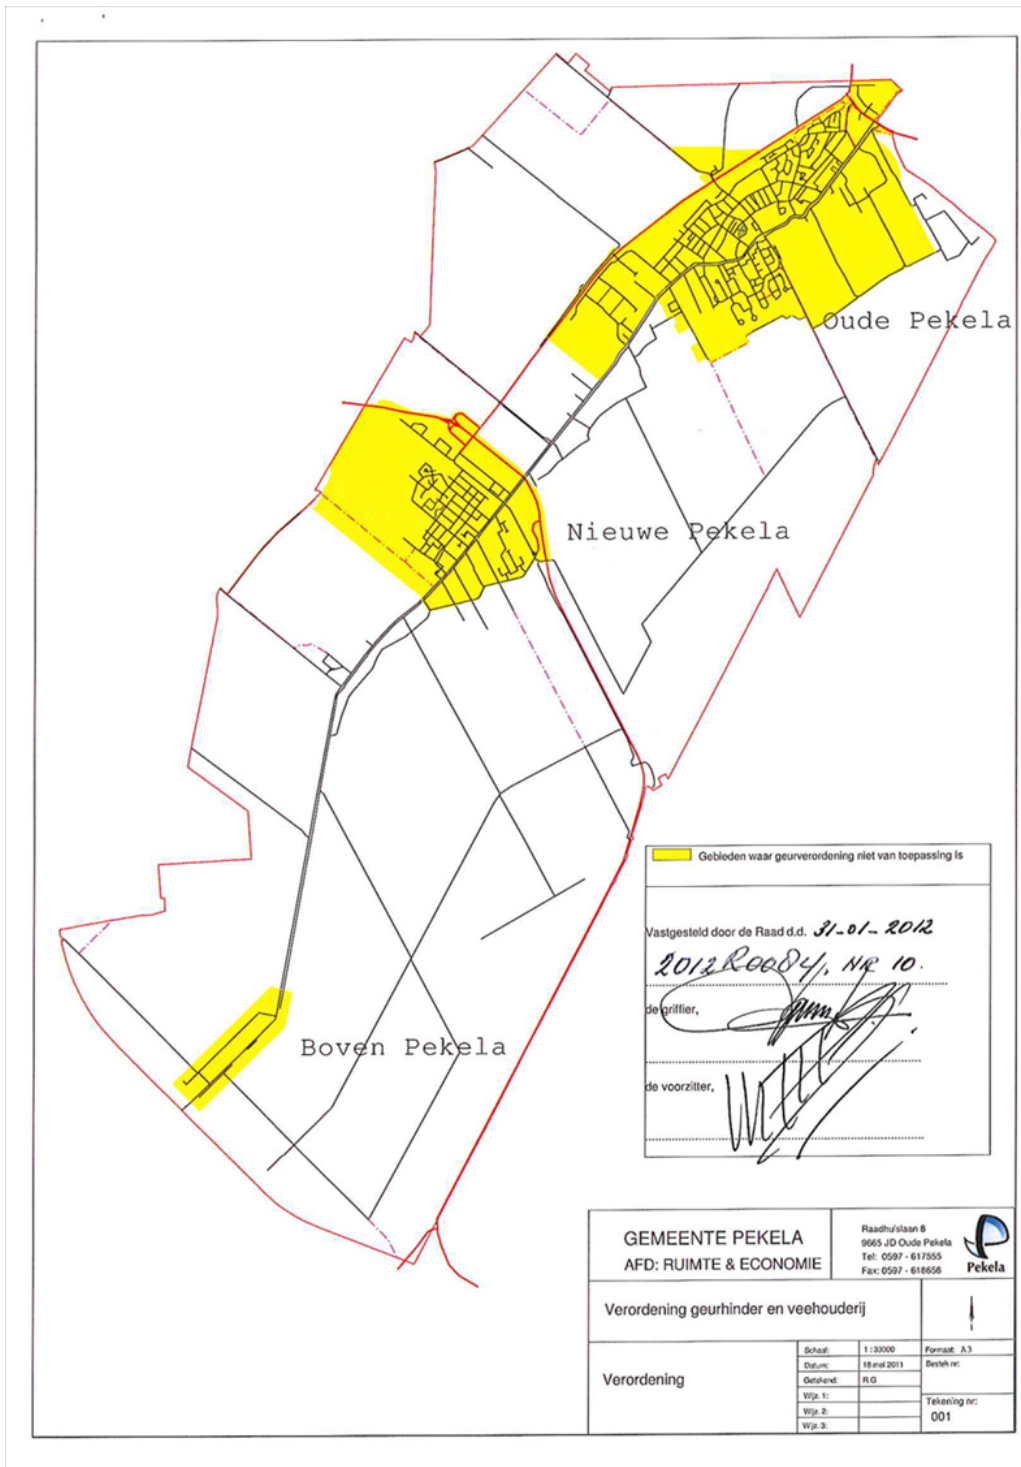 Oude Pekela
Nieuwe Pekela
Boven Pekela
Gebieden waar geurverordening niet van toepassing is
Vastgesteld door de Raad d.d. 31-01-2012
2012R0084, NR 10.
de griffier,
de voorzitter,
GEMEENTE PEKELA
AFD: RUIMTE & ECONOMIE
Raadhuislaan 8
9665 JD Oude Pekela
Tel: 0597 - 617555
Fax: 0597 - 618656
Pekela
Verordening geurhinder en veehouderij
Verordening
Schaal: 1:30000
Formaat: A3
Datum: 18 mei 2011
Bestek nr:
Getekend: R.G
Wijz. 1:
Wijz. 2:
Wijz. 3:
Tekening nr:
001